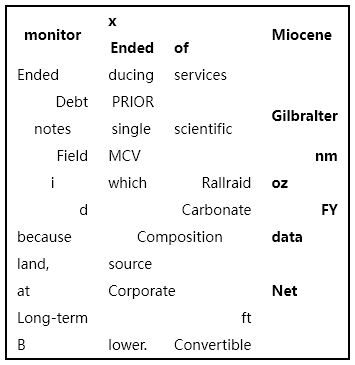 x
monitor Miocene
Ended of
Ended ducing services
Debt PRIOR
Gilbralter
notes single scientific
Field MCV nm
i which Rallraid oz
d Carbonate FY
because Composition data
land, source
at Corporate Net
Long-term ft
B lower. Convertible